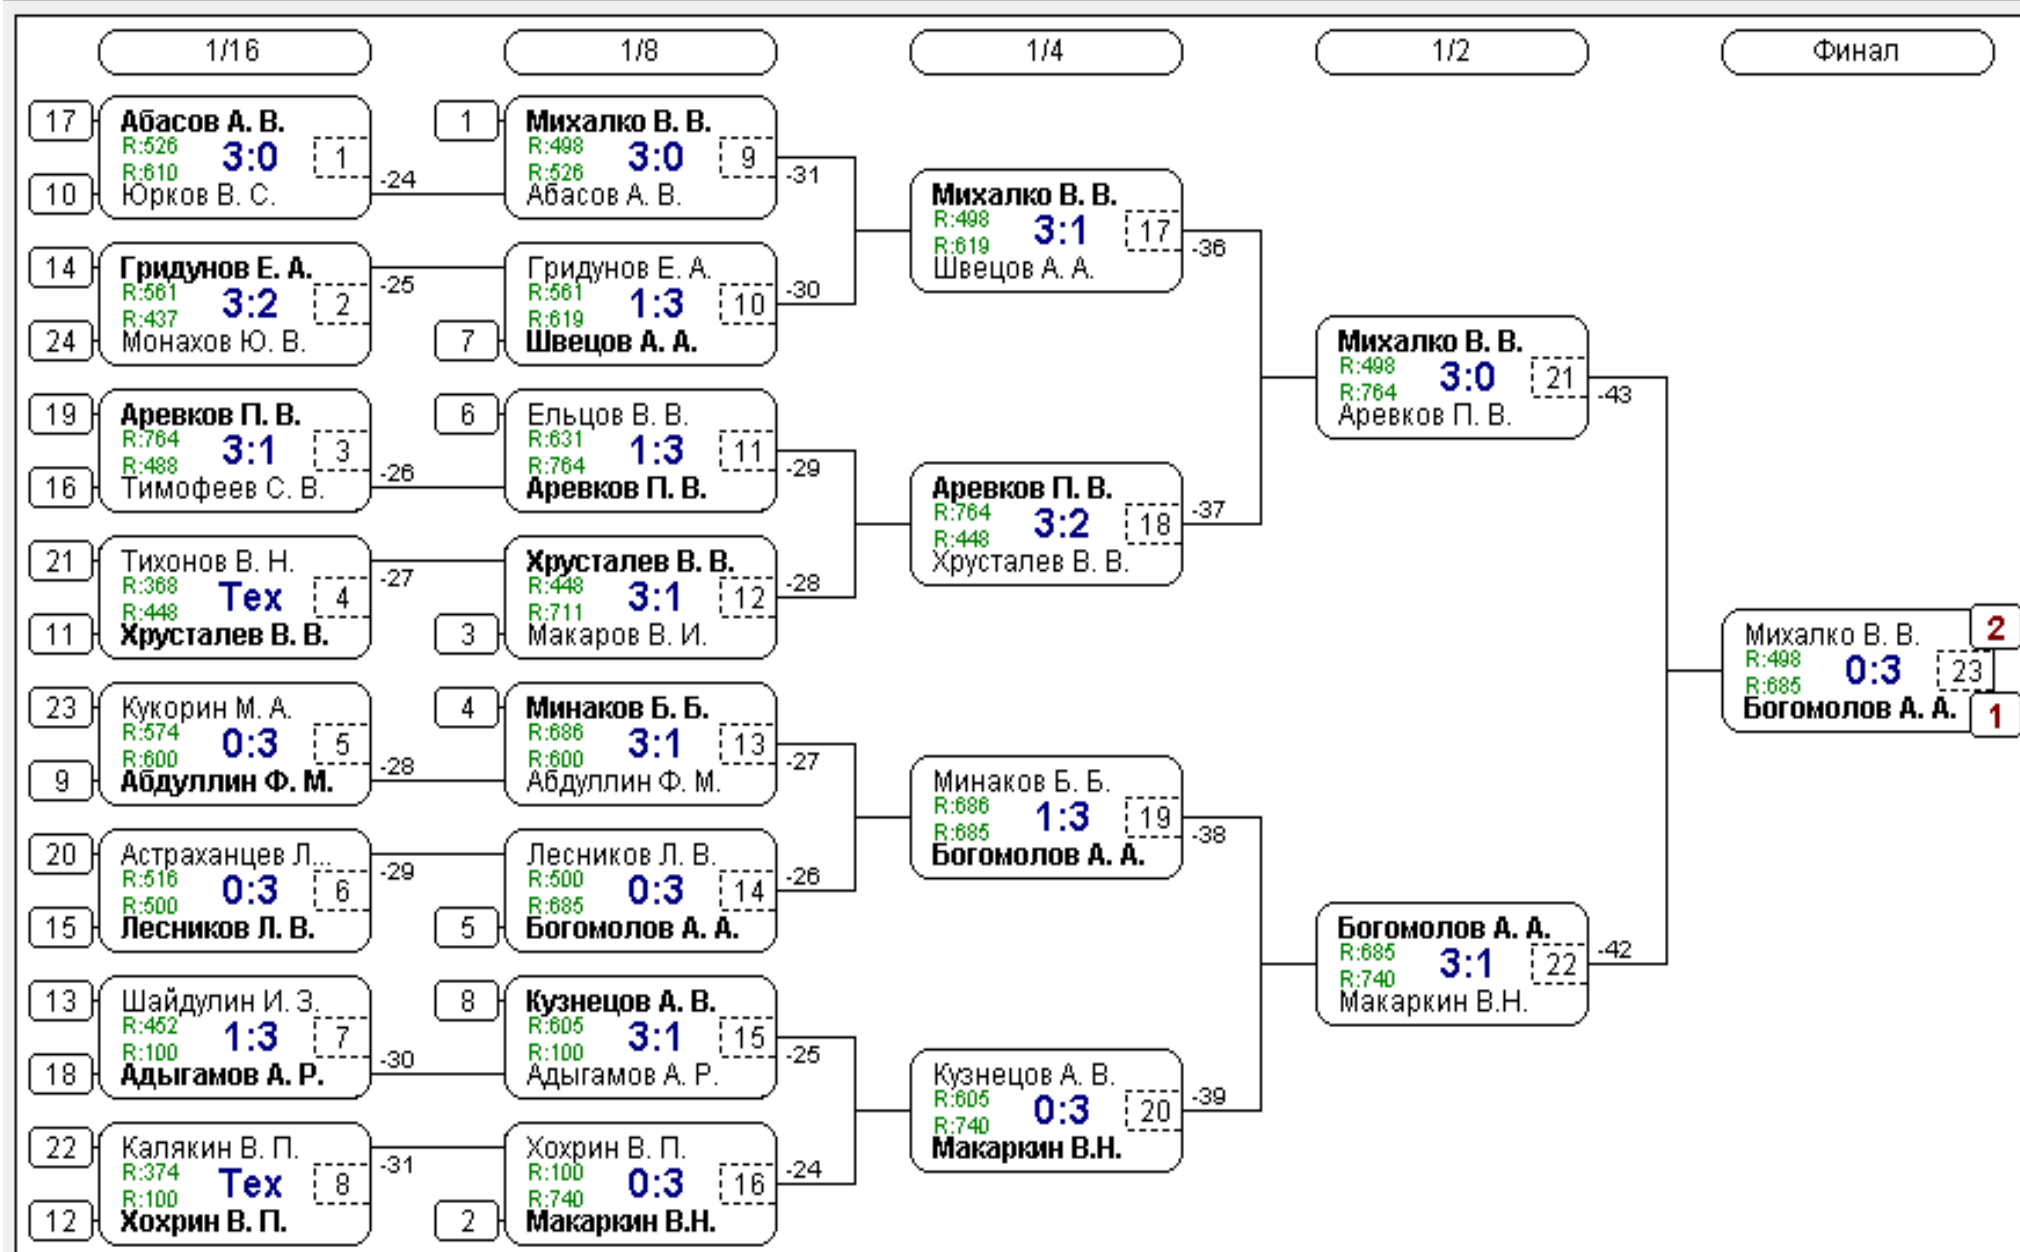 1/16
1/8
1/4
1/2
Финал
17
Абасов А. В.
R:526
3:0
1
R:610
10
Юрков В. С.
-24
14
Гридунов Е. А.
R:561
3:2
2
R:437
24
Монахов Ю. В.
-25
19
Аревков П. В.
R:764
3:1
3
R:488
16
Тимофеев С. В.
-26
21
Тихонов В. Н.
R:368
Тех
4
R:448
11
Хрусталев В. В.
-27
23
Кукорин М. А.
R:574
0:3
5
R:600
9
Абдуллин Ф. М.
-28
20
Астраханцев Л...
R:516
0:3
6
R:500
15
Лесников Л. В.
-29
13
Шайдулин И. З.
R:452
1:3
7
R:100
18
Адыгамов А. Р.
-30
22
Калякин В. П.
R:374
Тех
8
R:100
12
Хохрин В. П.
-31
1
Михалко В. В.
R:498
3:0
9
R:526
Абасов А. В.
-31
Гридунов Е. А.
R:561
1:3
10
R:619
7
Швецов А. А.
-30
6
Ельцов В. В.
R:631
1:3
11
R:764
Аревков П. В.
-29
Хрусталев В. В.
R:448
3:1
12
R:711
3
Макаров В. И.
-28
4
Минаков Б. Б.
R:686
3:1
13
R:600
Абдуллин Ф. М.
-27
Лесников Л. В.
R:500
0:3
14
R:685
5
Богомолов А. А.
-26
8
Кузнецов А. В.
R:605
3:1
15
R:100
Адыгамов А. Р.
-25
Хохрин В. П.
R:100
0:3
16
R:740
2
Макаркин В.Н.
-24
Михалко В. В.
R:498
3:1
17
R:619
Швецов А. А.
-36
Аревков П. В.
R:764
3:2
18
R:448
Хрусталев В. В.
-37
Минаков Б. Б.
R:686
1:3
19
R:685
Богомолов А. А.
-38
Кузнецов А. В.
R:605
0:3
20
R:740
Макаркин В.Н.
-39
Михалко В. В.
R:498
3:0
21
R:764
Аревков П. В.
-43
Богомолов А. А.
R:685
3:1
22
R:740
Макаркин В.Н.
-42
Михалко В. В.
2
R:498
0:3
23
R:685
Богомолов А. А.
1